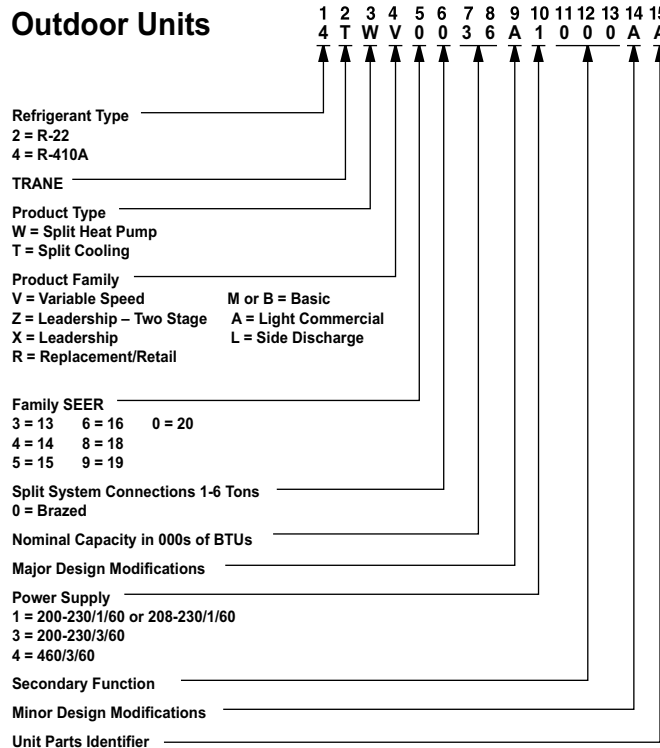 Outdoor Units
1 2 3 4 5 6 7 8 9 10 11 12 13 14 15
4 T W V 0 0 3 6 A 1 0 0 0 A A
Refrigerant Type
2 = R-22
4 = R-410A
TRANE
Product Type
W = Split Heat Pump
T = Split Cooling
Product Family
V = Variable Speed M or B = Basic
Z = Leadership – Two Stage A = Light Commercial
X = Leadership L = Side Discharge
R = Replacement/Retail
Family SEER
3 = 13 6 = 16 0 = 20
4 = 14 8 = 18
5 = 15 9 = 19
Split System Connections 1-6 Tons
0 = Brazed
Nominal Capacity in 000s of BTUs
Major Design Modifications
Power Supply
1 = 200-230/1/60 or 208-230/1/60
3 = 200-230/3/60
4 = 460/3/60
Secondary Function
Minor Design Modifications
Unit Parts Identifier